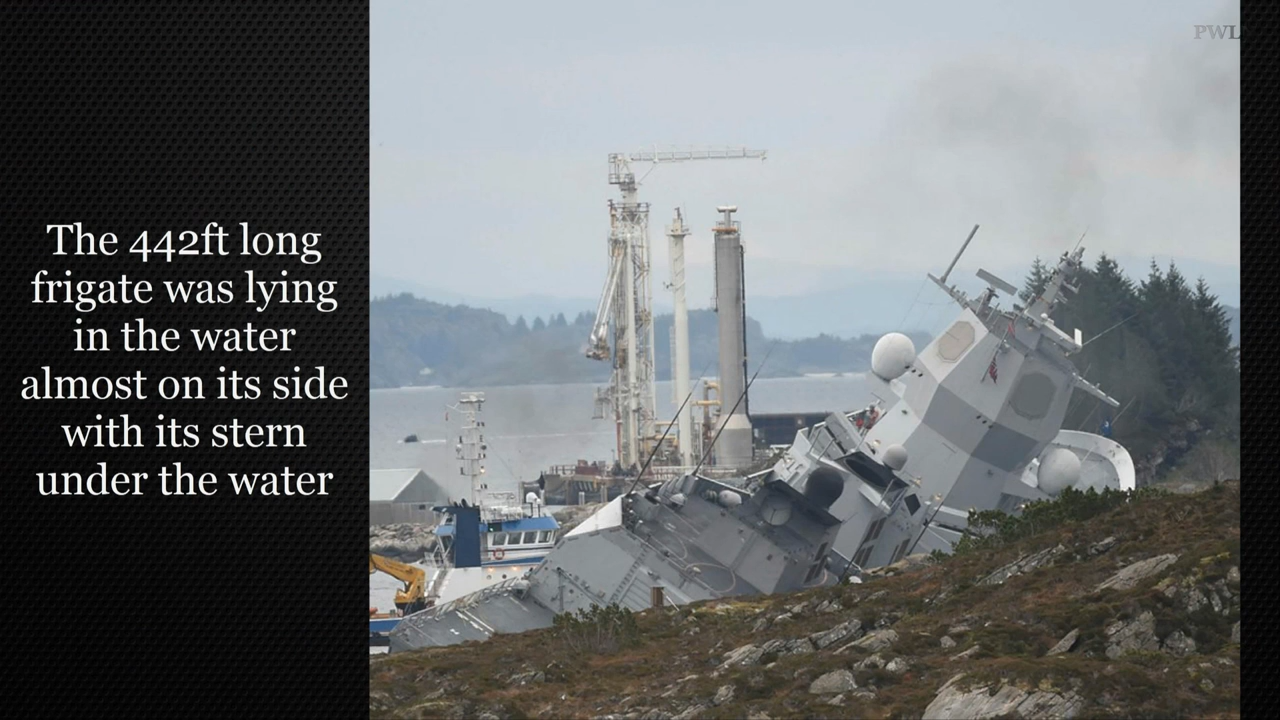 The 442ft long
frigate was lying
in the water
almost on its side
with its stern
under the water
PWL